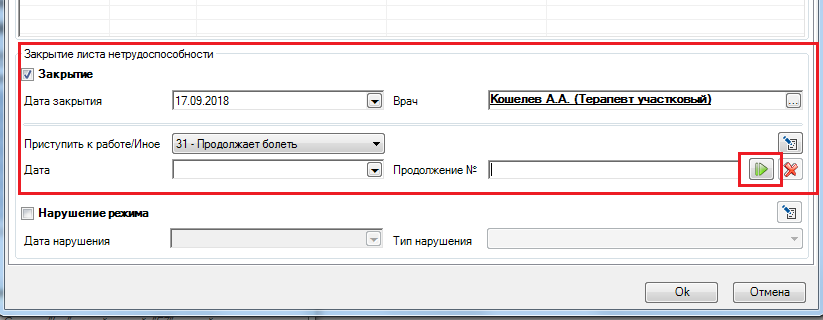 Закрытие листа нетрудоспособности
Закрытие
Дата закрытия 17.09.2018 Врач Кошелев А.А. (Терапевт участковый) ...
Приступить к работе/Иное 31 - Продолжает болеть
Дата Продолжение №
Нарушение режима
Дата нарушения Тип нарушения
Ok Отмена